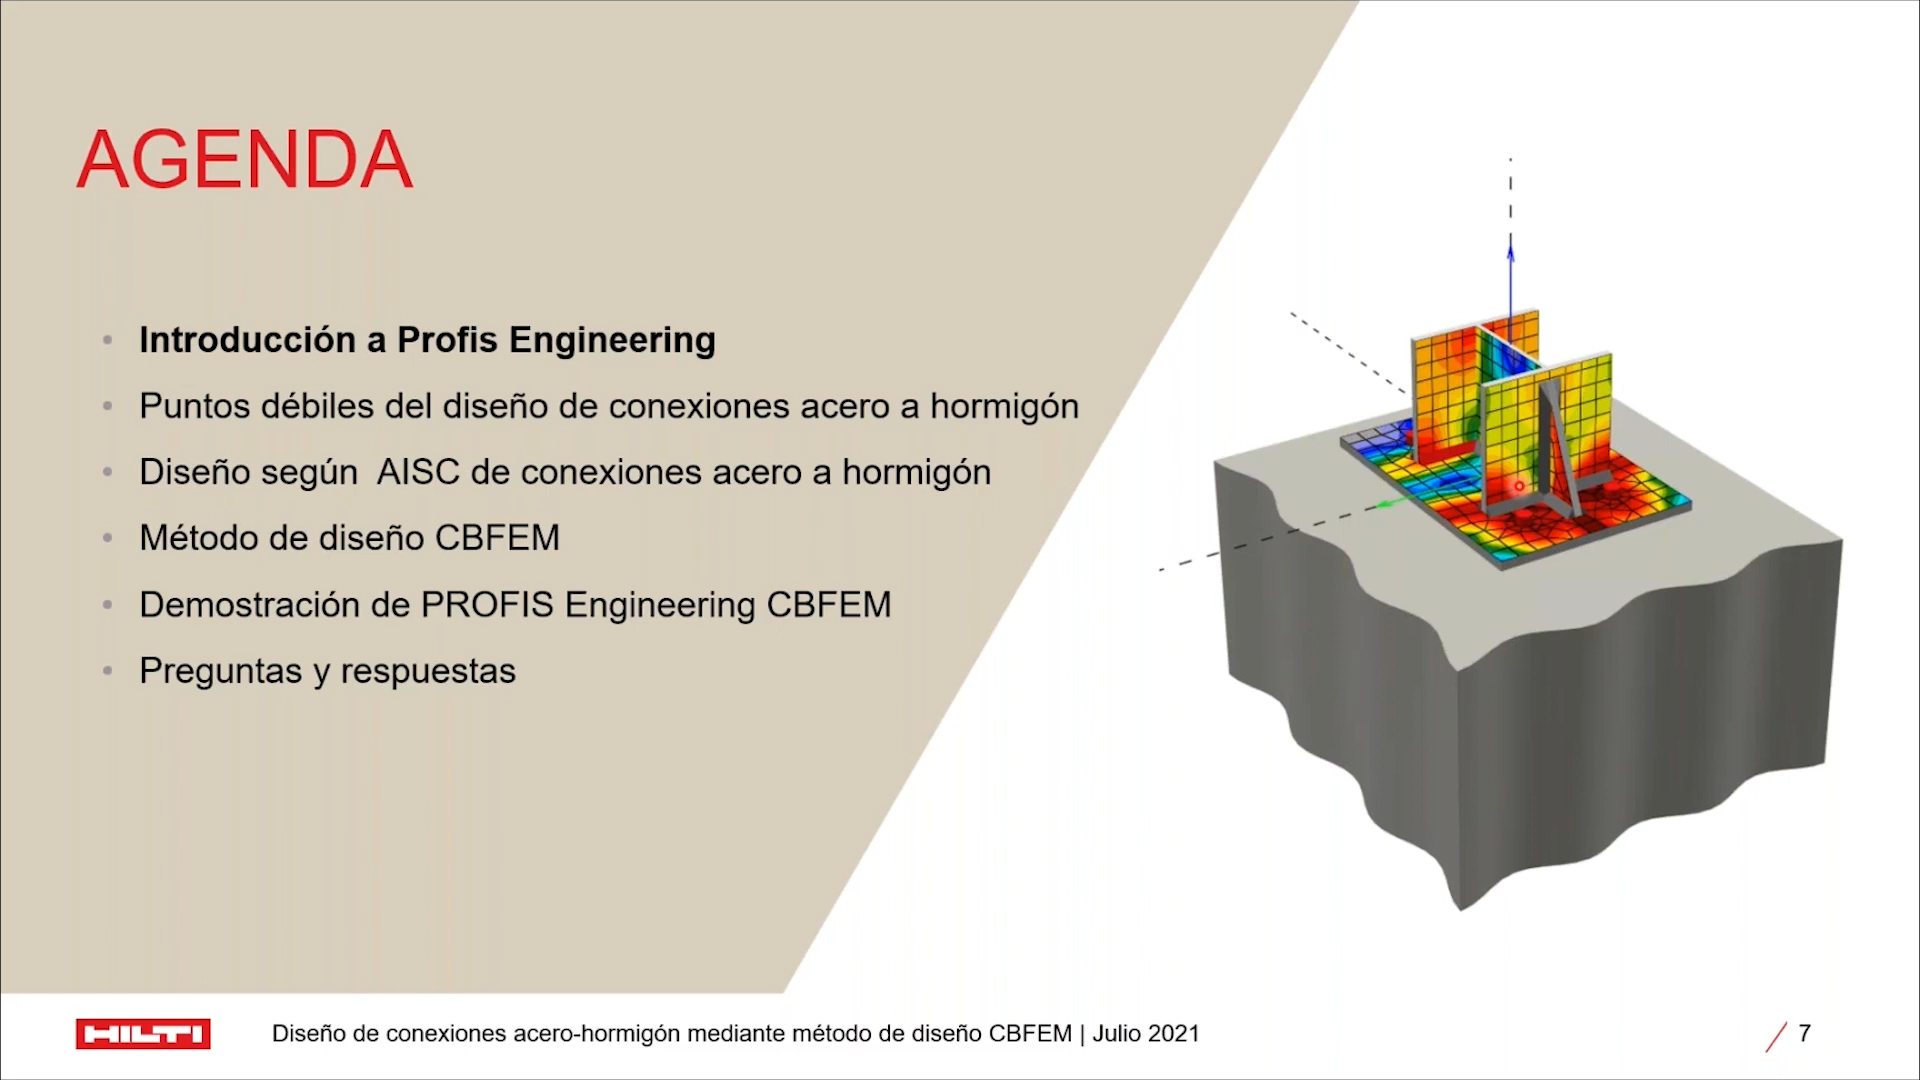 AGENDA
• Introducción a Profis Engineering
• Puntos débiles del diseño de conexiones acero a hormigón
• Diseño según  AISC de conexiones acero a hormigón
• Método de diseño CBFEM
• Demostración de PROFIS Engineering CBFEM
• Preguntas y respuestas
HILTI
Diseño de conexiones acero-hormigón mediante método de diseño CBFEM | Julio 2021
7